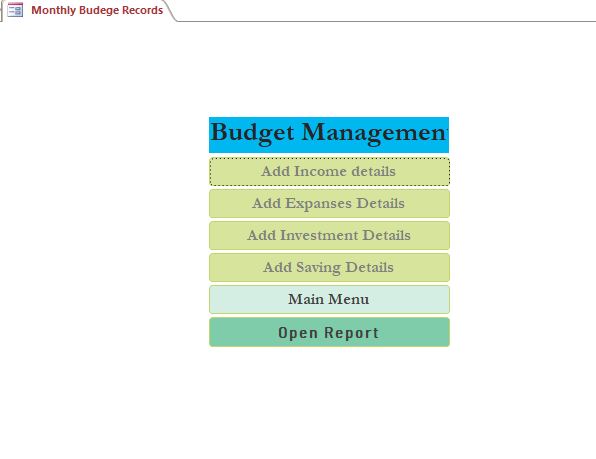 Monthly Budege Records
Budget Managemen
Add Income details
Add Expanses Details
Add Investment Details
Add Saving Details
Main Menu
Open Report